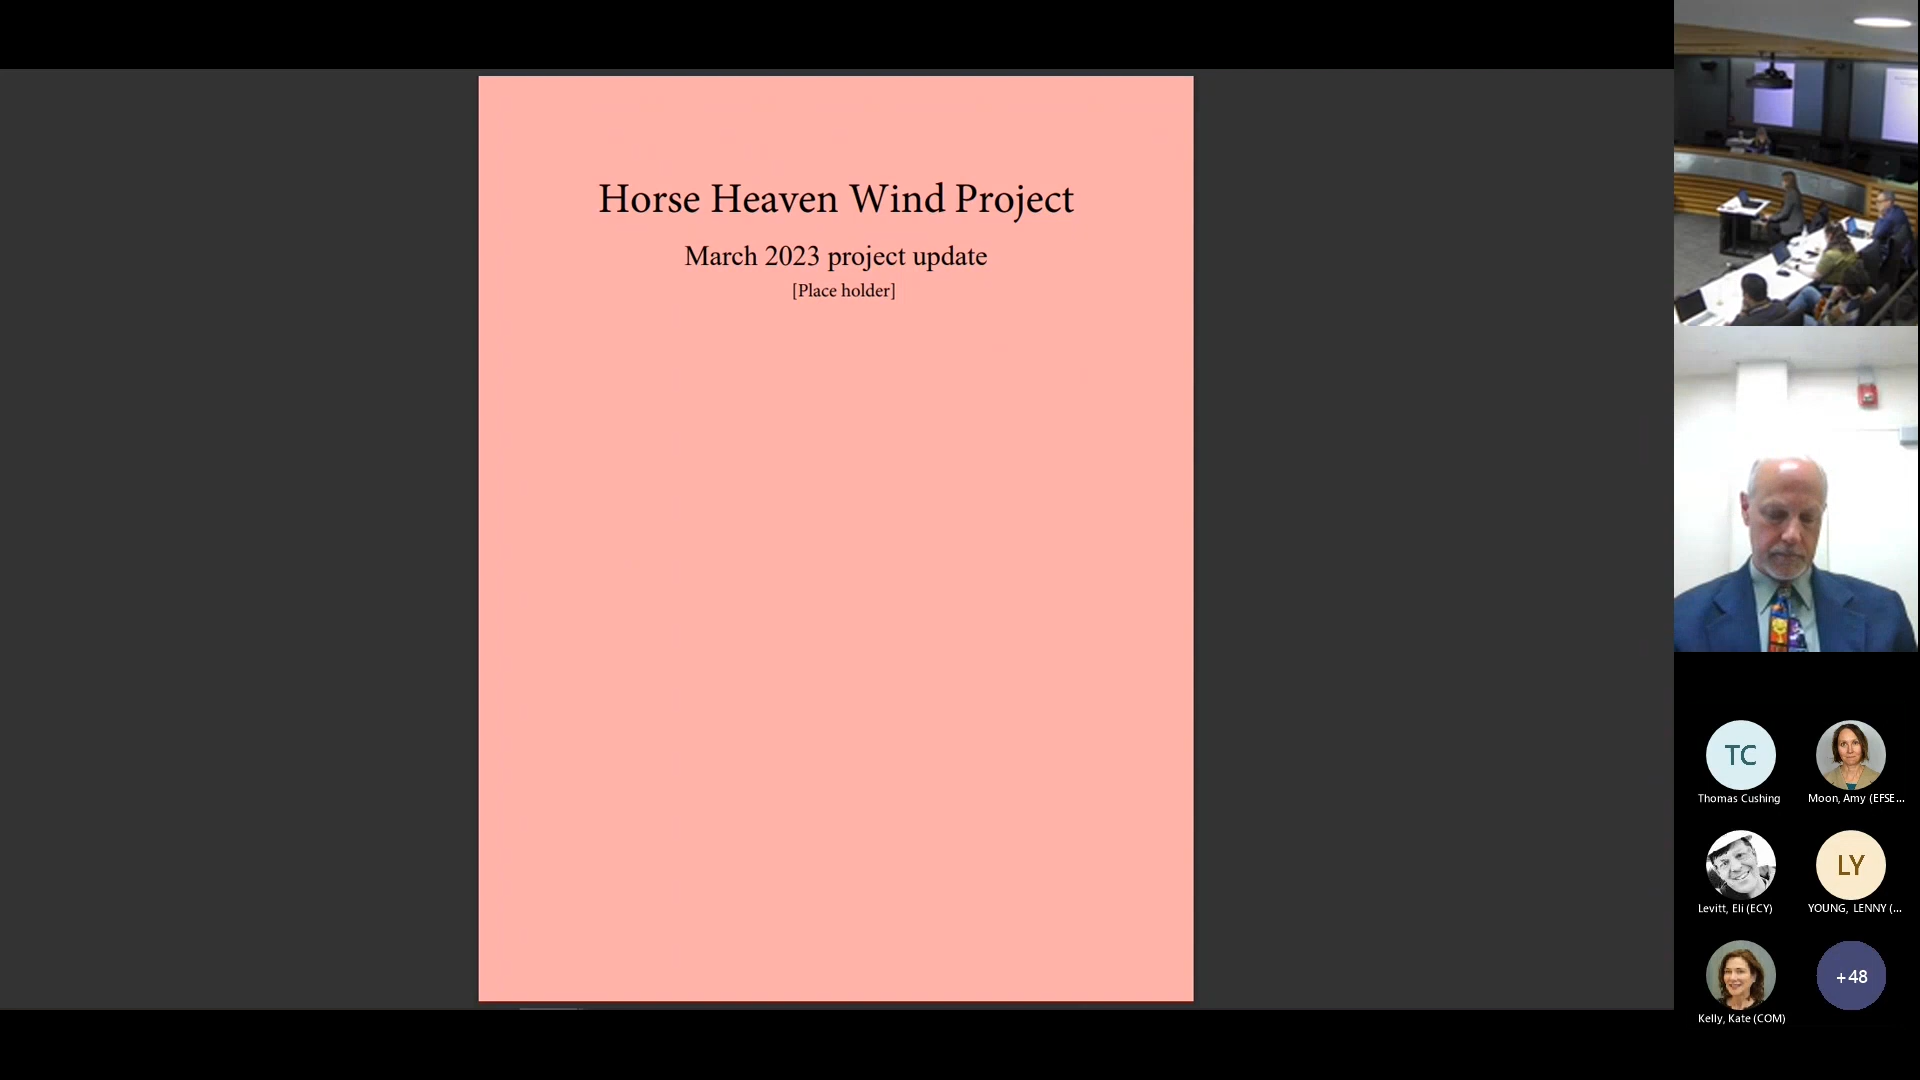 Horse Heaven Wind Project
March 2023 project update
[Place holder]
TC
Thomas Cushing
Moon, Amy (EFSE...
Levitt, Eli (ECY)
LY
YOUNG, LENNY (...
Kelly, Kate (COM)
+48